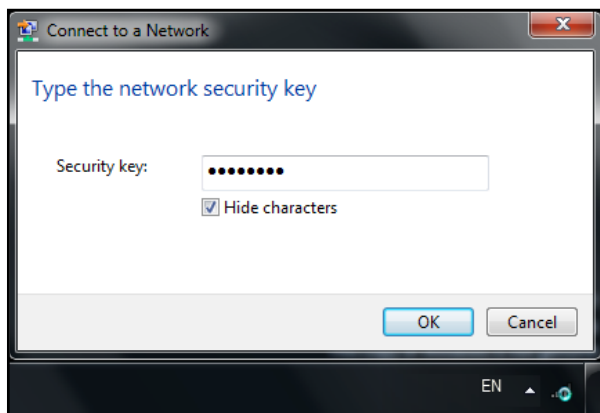 Connect to a Network
Type the network security key
Security key: ••••••••
Hide characters
OK Cancel
EN